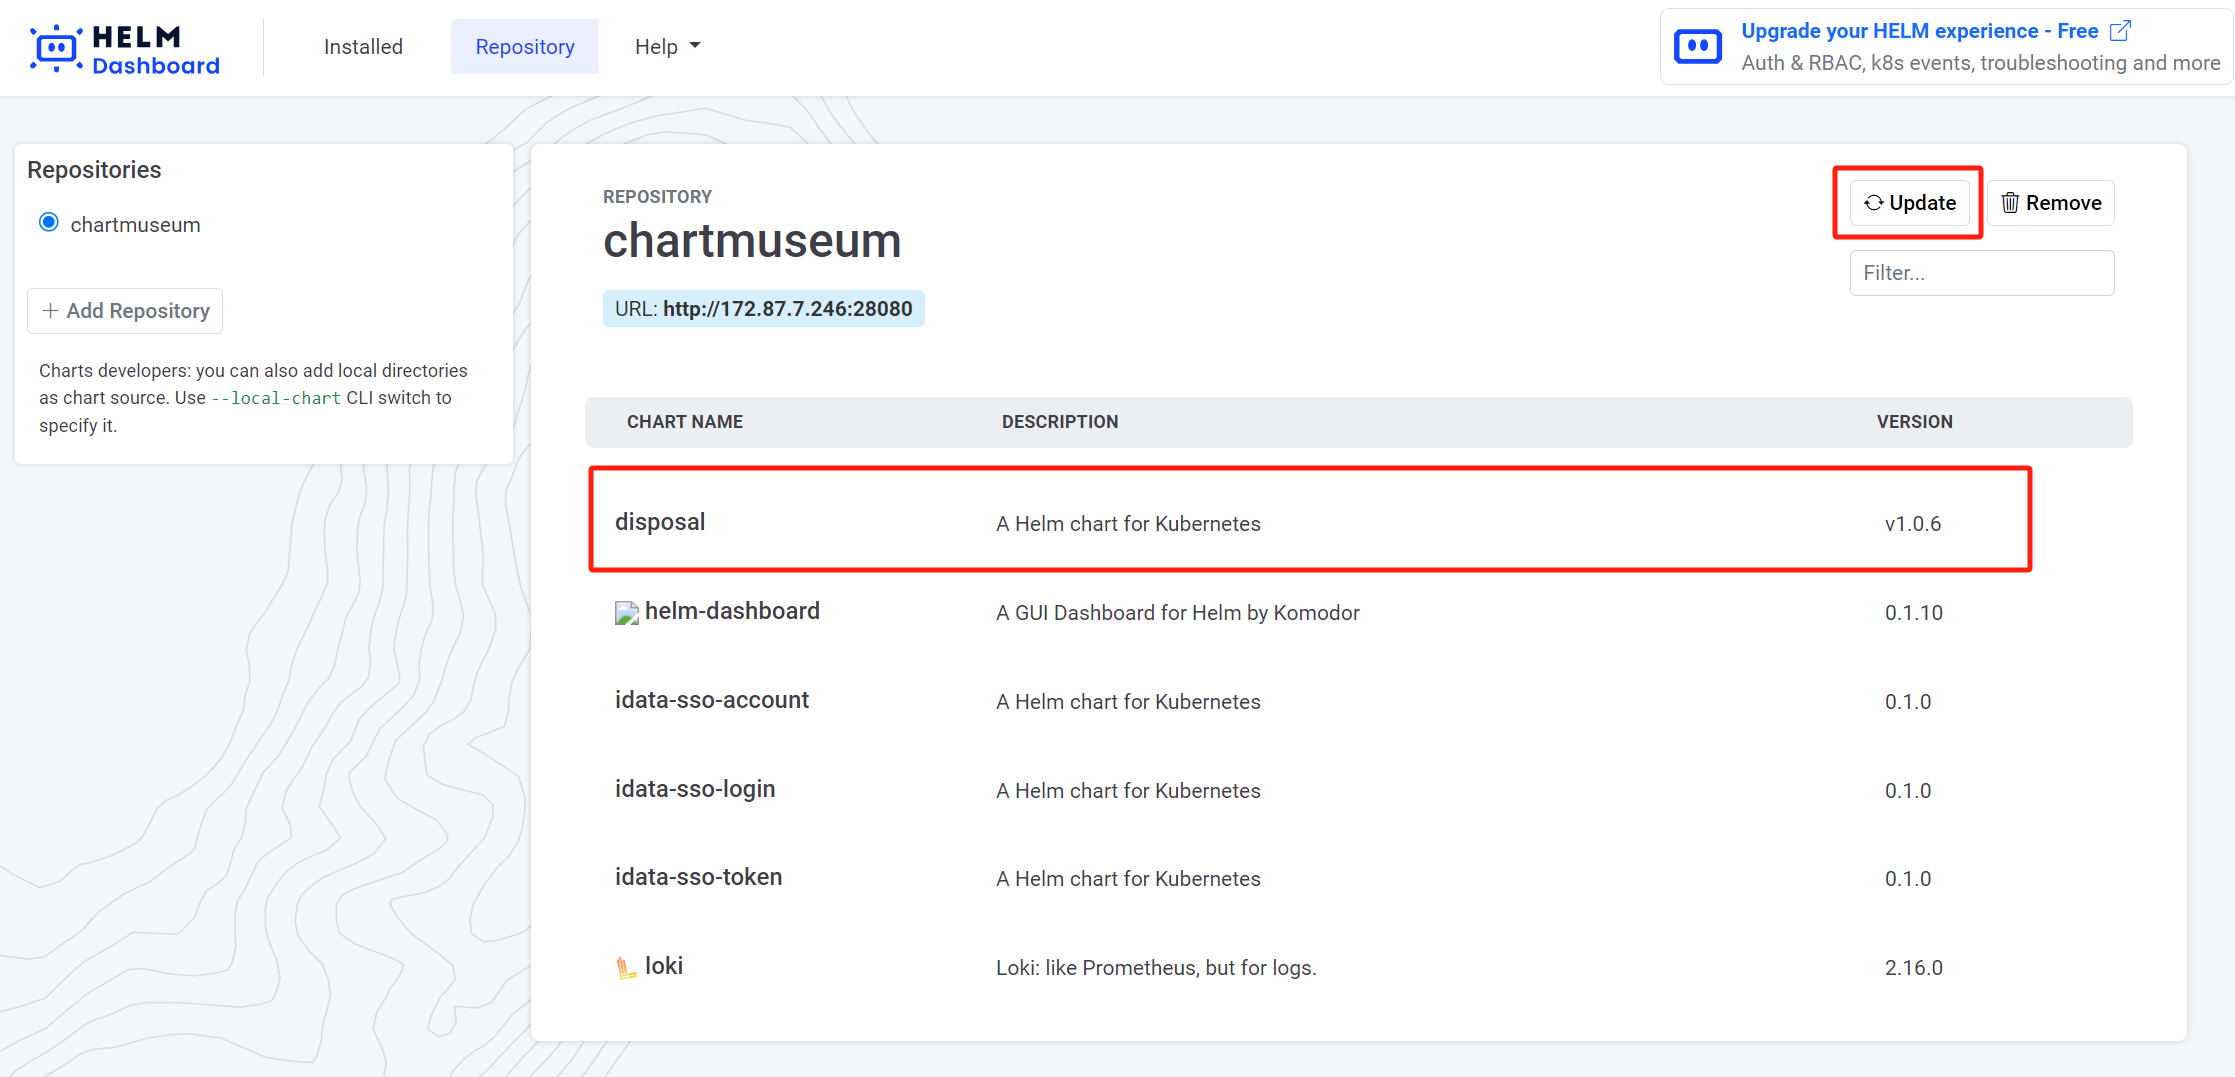 HELM
Dashboard
Installed
Repository
Help
Upgrade your HELM experience - Free
Auth & RBAC, k8s events, troubleshooting and more
Repositories
chartmuseum
+ Add Repository
Charts developers: you can also add local directories
as chart source. Use --local-chart CLI switch to
specify it.
REPOSITORY
chartmuseum
URL: http://172.87.7.246:28080
Update
Remove
Filter...
CHART NAME DESCRIPTION VERSION
disposal A Helm chart for Kubernetes v1.0.6
helm-dashboard A GUI Dashboard for Helm by Komodor 0.1.10
idata-sso-account A Helm chart for Kubernetes 0.1.0
idata-sso-login A Helm chart for Kubernetes 0.1.0
idata-sso-token A Helm chart for Kubernetes 0.1.0
loki Loki: like Prometheus, but for logs. 2.16.0